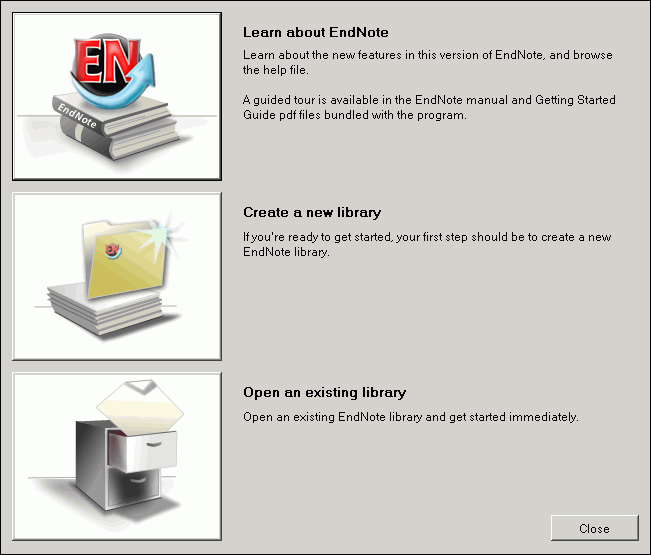 EN
EndNote
Learn about EndNote
Learn about the new features in this version of EndNote, and browse
the help file.
A guided tour is available in the EndNote manual and Getting Started
Guide pdf files bundled with the program.
EN
Create a new library
If you're ready to get started, your first step should be to create a new
EndNote library.
Open an existing library
Open an existing EndNote library and get started immediately.
Close